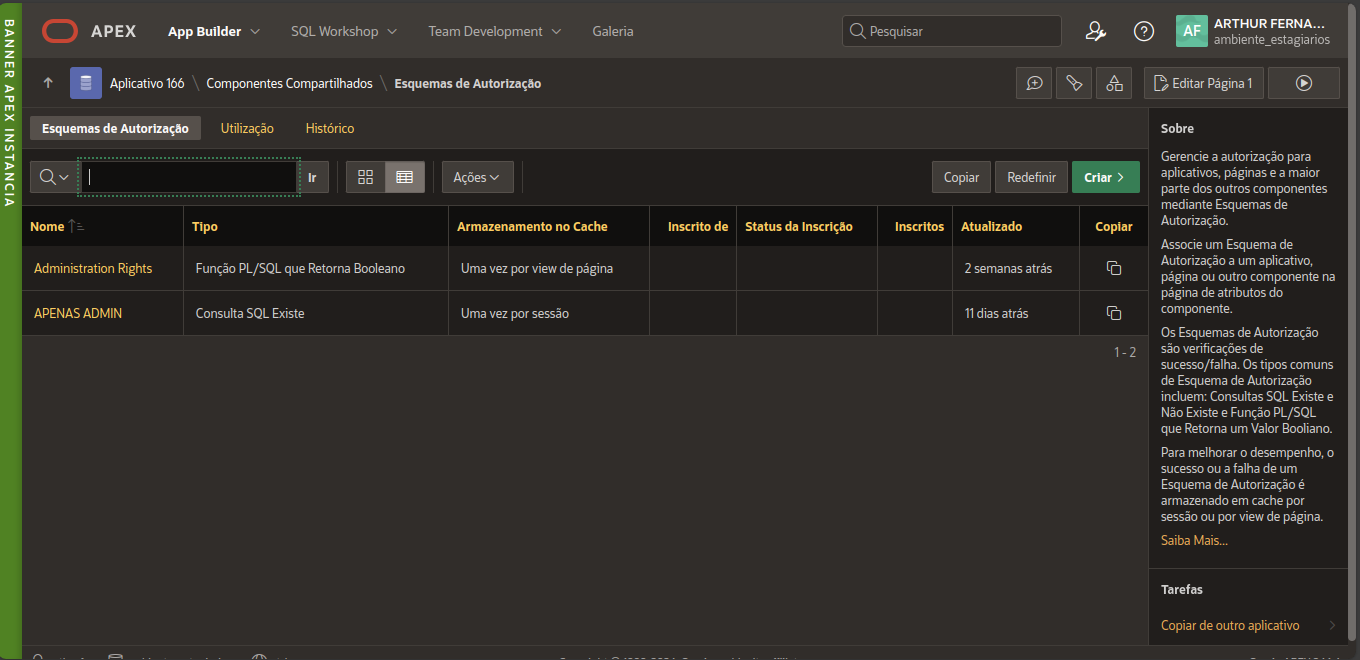 BANNER APEX INSTANCIA
APEX
App Builder
SQL Workshop
Team Development
Galeria
Pesquisar
AF
ARTHUR FERNA...
ambiente_estagiarios
Aplicativo 166 \ Componentes Compartilhados \ Esquemas de Autorização
Editar Página 1
Esquemas de Autorização
Utilização
Histórico
Ir
Ações
Copiar
Redefinir
Criar
Nome
Tipo
Armazenamento no Cache
Inscrito de
Status da Inscrição
Inscritos
Atualizado
Copiar
Administration Rights
Função PL/SQL que Retorna Booleano
Uma vez por view de página
2 semanas atrás
APENAS ADMIN
Consulta SQL Existe
Uma vez por sessão
11 dias atrás
1 - 2
Sobre
Gerencie a autorização para
aplicativos, páginas e a maior
parte dos outros componentes
mediante Esquemas de
Autorização.
Associe um Esquema de
Autorização a um aplicativo,
página ou outro componente na
página de atributos do
componente.
Os Esquemas de Autorização
são verificações de
sucesso/falha. Os tipos comuns
de Esquema de Autorização
incluem: Consultas SQL Existe e
Não Existe e Função PL/SQL
que Retorna um Valor Booliano.
Para melhorar o desempenho, o
sucesso ou a falha de um
Esquema de Autorização é
armazenado em cache por
sessão ou por view de página.
Saiba Mais...
Tarefas
Copiar de outro aplicativo